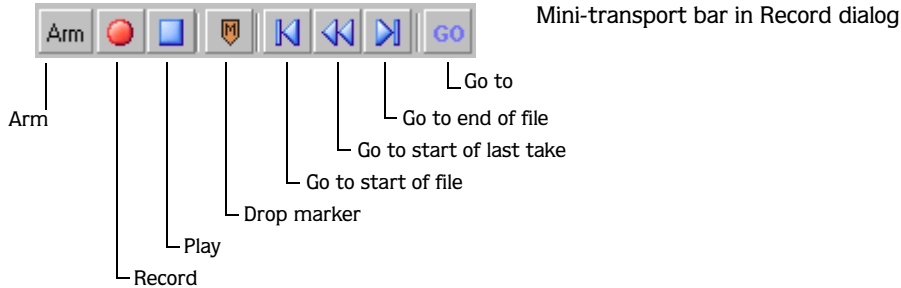 Mini-transport bar in Record dialog
Arm
M
GO
Go to
Arm
Go to end of file
Go to start of last take
Go to start of file
Drop marker
Play
Record